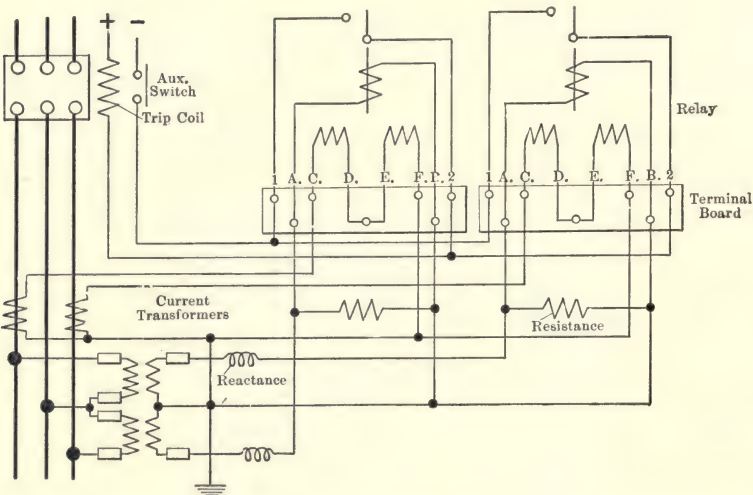 + -
Aux.
Switch
Trip Coil
Relay
1 A. C. D. E. F. B. 2
1 A. C. D. E. F. B. 2
Terminal
Board
Current
Transformers
Resistance
Reactance